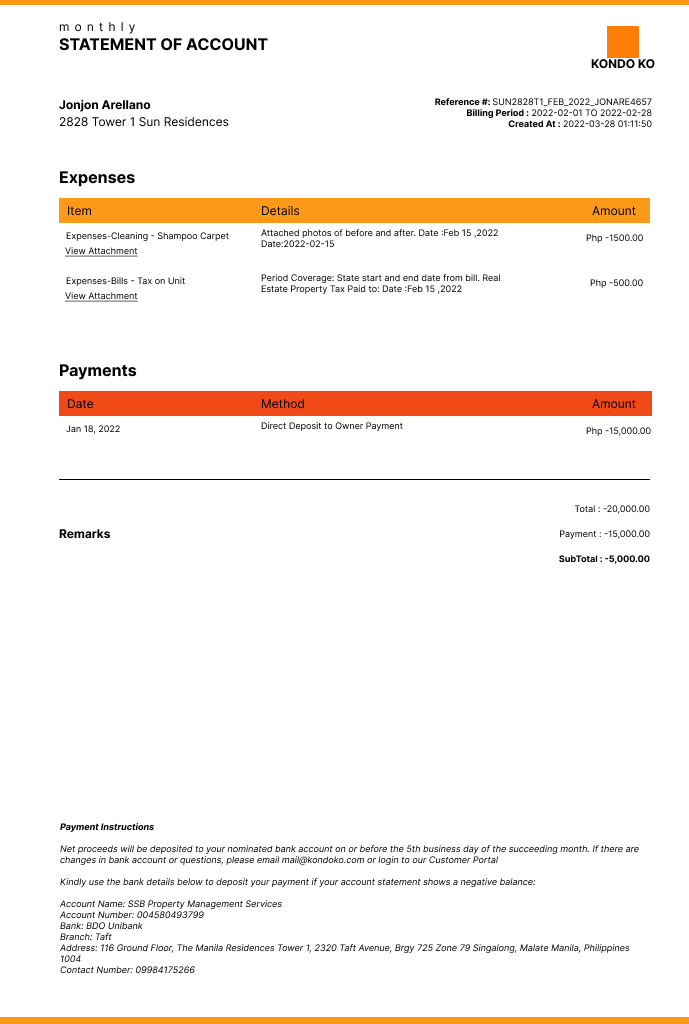 monthly
STATEMENT OF ACCOUNT
KONDO KO
Jonjon Arellano
2828 Tower 1 Sun Residences
Reference #: SUN2828T1_FEB_2022_JONARE4657
Billing Period : 2022-02-01 TO 2022-02-28
Created At : 2022-03-28 01:11:50
Expenses
Item Details Amount
Expenses-Cleaning - Shampoo Carpet
View Attachment
Attached photos of before and after. Date :Feb 15 ,2022
Date:2022-02-15
Php -1500.00
Expenses-Bills - Tax on Unit
View Attachment
Period Coverage: State start and end date from bill. Real
Estate Property Tax Paid to: Date :Feb 15 ,2022
Php -500.00
Payments
Date Method Amount
Jan 18, 2022 Direct Deposit to Owner Payment Php -15,000.00
Total : -20,000.00
Remarks
Payment : -15,000.00
SubTotal : -5,000.00
Payment Instructions
Net proceeds will be deposited to your nominated bank account on or before the 5th business day of the succeeding month. If there are
changes in bank account or questions, please email mail@kondoko.com or login to our Customer Portal
Kindly use the bank details below to deposit your payment if your account statement shows a negative balance:
Account Name: SSB Property Management Services
Account Number: 004580493799
Bank: BDO Unibank
Branch: Taft
Address: 116 Ground Floor, The Manila Residences Tower 1, 2320 Taft Avenue, Brgy 725 Zone 79 Singalong, Malate Manila, Philippines
1004
Contact Number: 09984175266